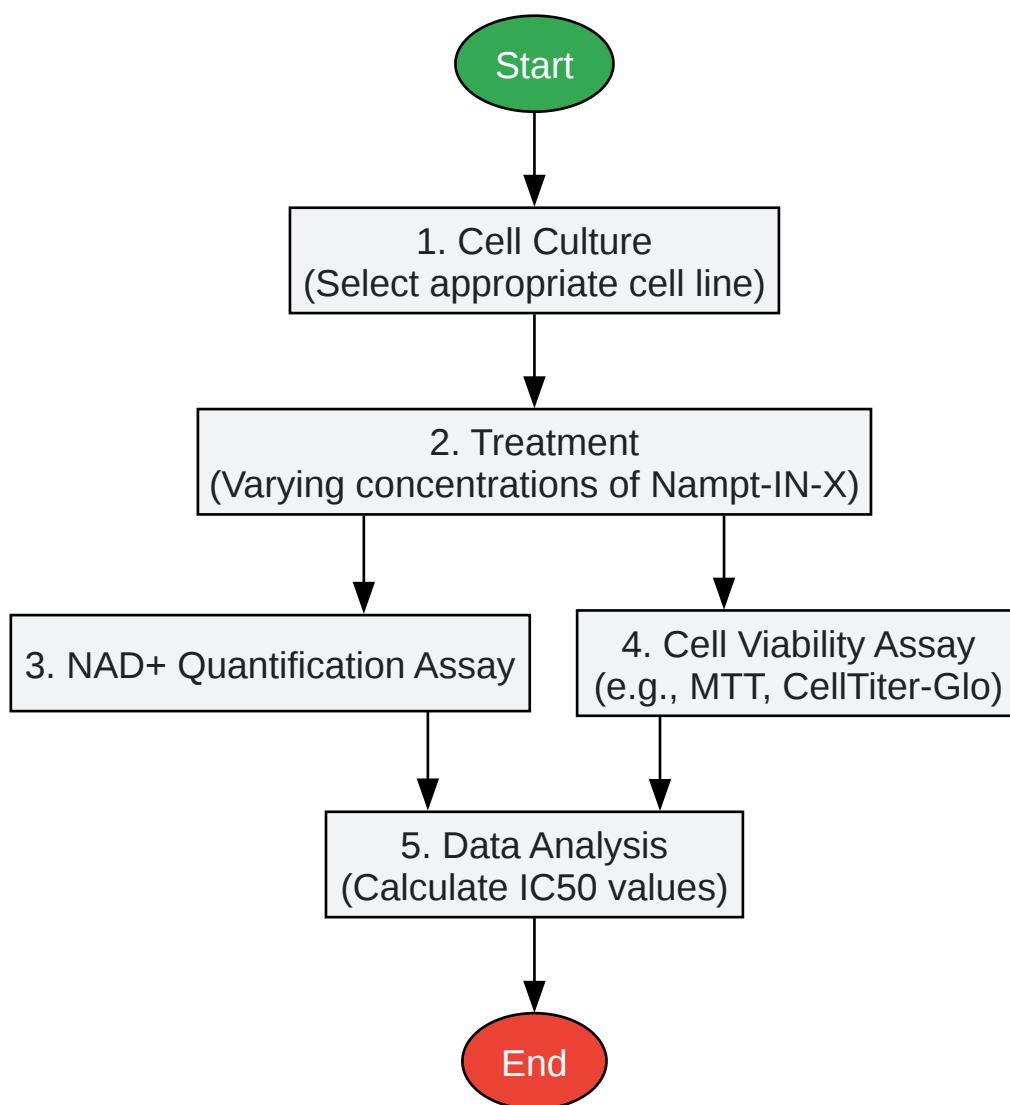 Start
1. Cell Culture
(Select appropriate cell line)
2. Treatment
(Varying concentrations of Nampt-IN-X)
3. NAD+ Quantification Assay
4. Cell Viability Assay
(e.g., MTT, CellTiter-Glo)
5. Data Analysis
(Calculate IC50 values)
End